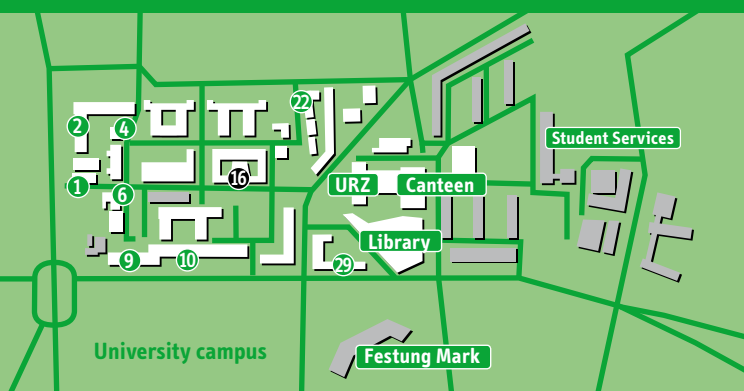 22
2
4
Student Services
16
1
URZ
Canteen
6
Library
9
10
29
University campus
Festung Mark